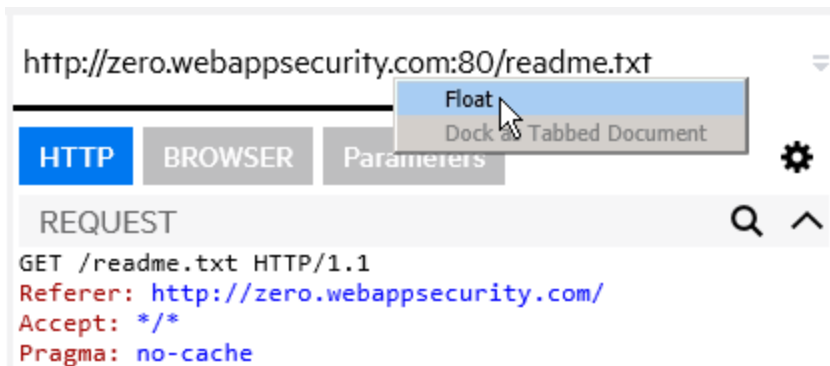 http://zero.webappsecurity.com:80/readme.txt
Float
Dock as Tabbed Document
HTTP BROWSER Parameters
REQUEST
GET /readme.txt HTTP/1.1
Referer: http://zero.webappsecurity.com/
Accept: */*
Pragma: no-cache